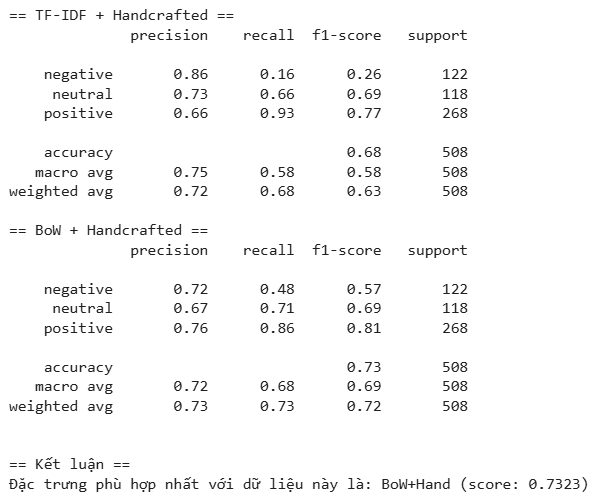 == TF-IDF + Handcrafted ==
              precision    recall  f1-score   support
    negative       0.86      0.16      0.26       122
     neutral       0.73      0.66      0.69       118
    positive       0.66      0.93      0.77       268
    accuracy                           0.68       508
   macro avg       0.75      0.58      0.58       508
weighted avg       0.72      0.68      0.63       508
== BoW + Handcrafted ==
              precision    recall  f1-score   support
    negative       0.72      0.48      0.57       122
     neutral       0.67      0.71      0.69       118
    positive       0.76      0.86      0.81       268
    accuracy                           0.73       508
   macro avg       0.72      0.68      0.69       508
weighted avg       0.73      0.73      0.72       508
== Kết luận ==
Đặc trưng phù hợp nhất với dữ liệu này là: BoW+Hand (score: 0.7323)